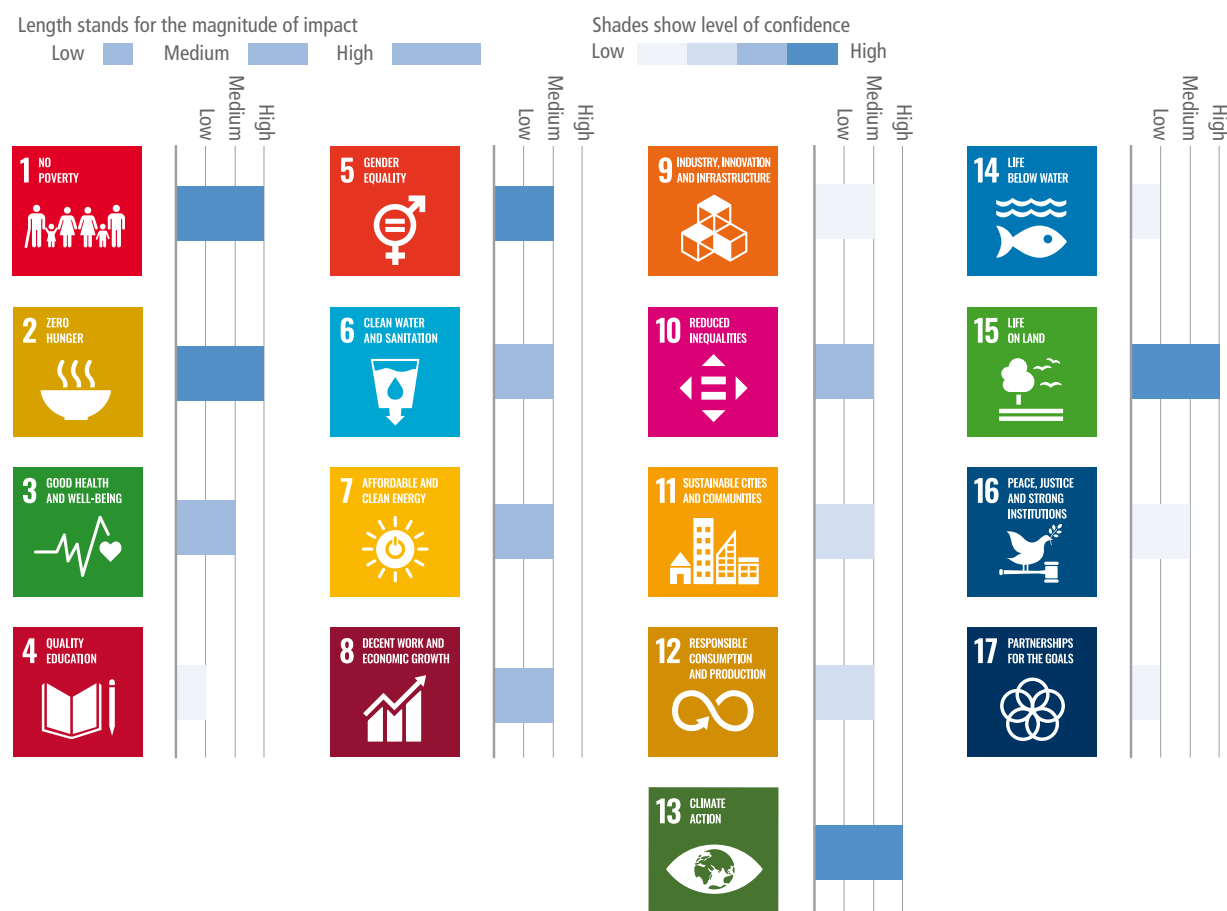 Length stands for the magnitude of impact
Low Medium High
Shades show level of confidence
Low High
Low Medium High
Low Medium High
Low Medium High
Low Medium High
1 NO
POVERTY
2 ZERO
HUNGER
3 GOOD HEALTH
AND WELL-BEING
4 QUALITY
EDUCATION
5 GENDER
EQUALITY
6 CLEAN WATER
AND SANITATION
7 AFFORDABLE AND
CLEAN ENERGY
8 DECENT WORK AND
ECONOMIC GROWTH
9 INDUSTRY, INNOVATION
AND INFRASTRUCTURE
10 REDUCED
INEQUALITIES
11 SUSTAINABLE CITIES
AND COMMUNITIES
12 RESPONSIBLE
CONSUMPTION
AND PRODUCTION
13 CLIMATE
ACTION
14 LIFE
BELOW WATER
15 LIFE
ON LAND
16 PEACE, JUSTICE
AND STRONG
INSTITUTIONS
17 PARTNERSHIPS
FOR THE GOALS